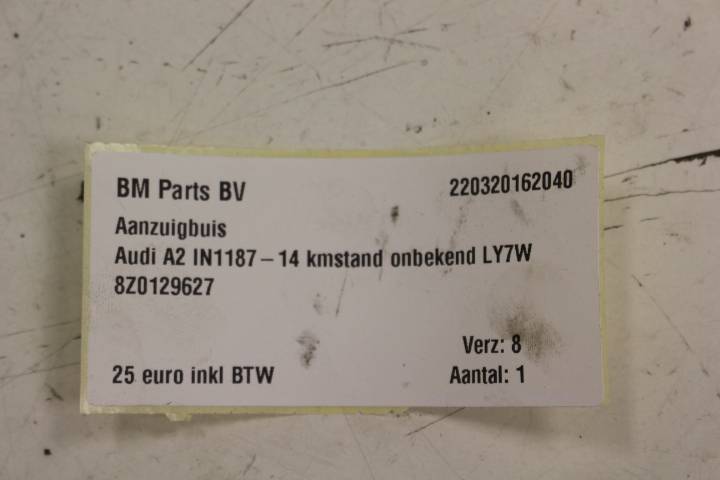 BM Parts BV 220320162040
Aanzuigbuis
Audi A2 IN1187 – 14 kmstand onbekend LY7W
8Z0129627
Verz: 8
25 euro inkl BTW Aantal: 1